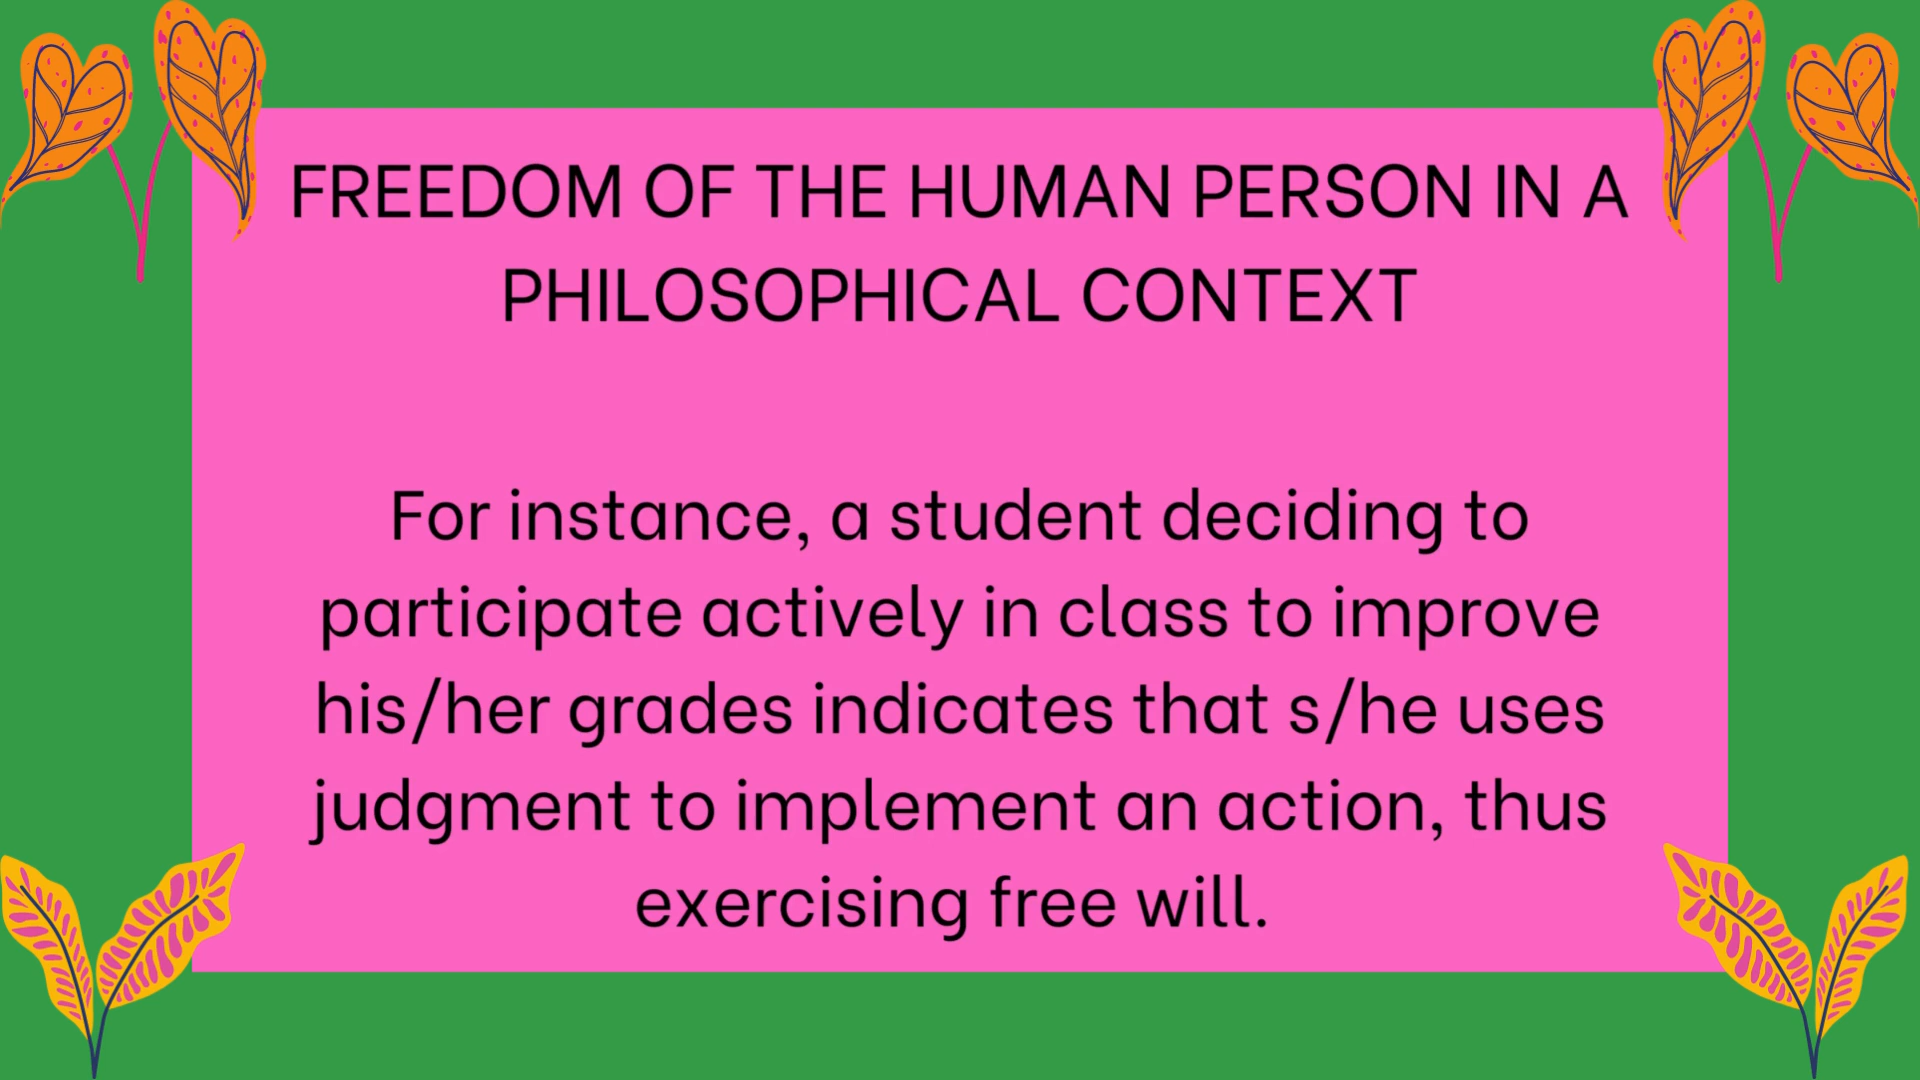 FREEDOM OF THE HUMAN PERSON IN A
PHILOSOPHICAL CONTEXT
For instance, a student deciding to
participate actively in class to improve
his/her grades indicates that s/he uses
judgment to implement an action, thus
exercising free will.